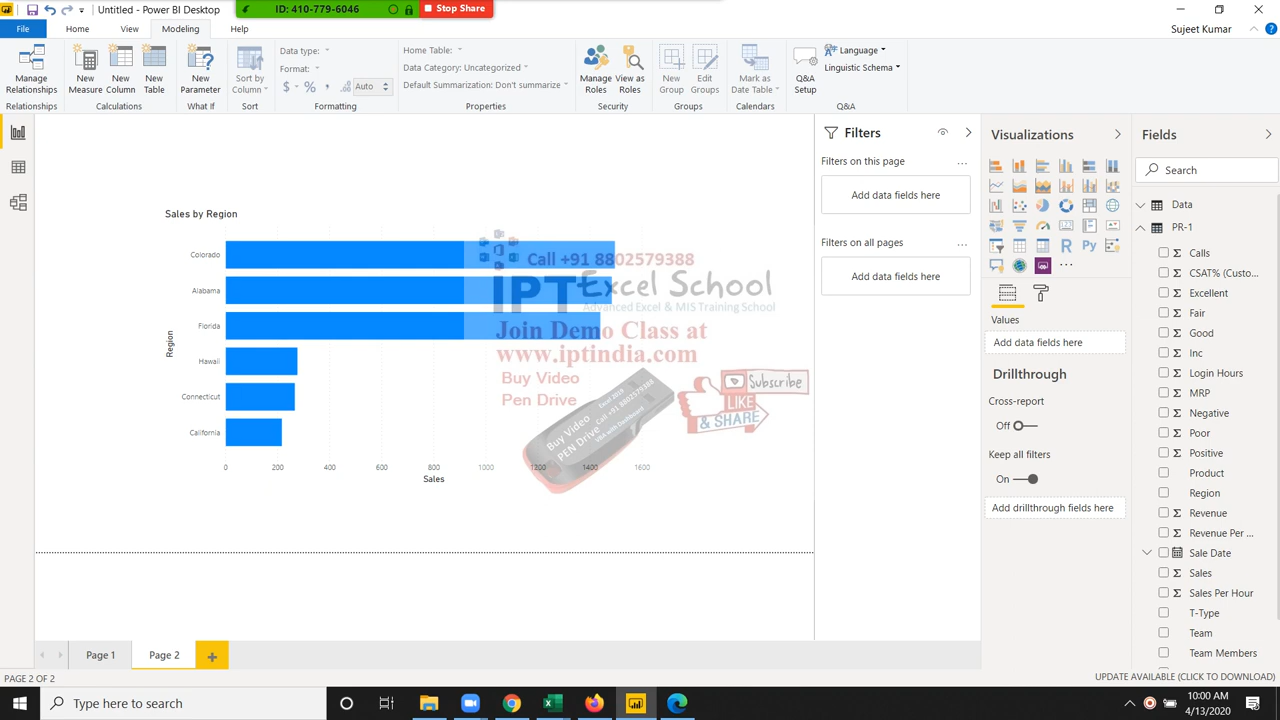 Untitled - Power BI Desktop
ID: 410-779-6046
Stop Share
File
Home
View
Modeling
Help
Sujeet Kumar
Manage Relationships
New Measure
New Column
New Table
New Parameter
Sort by Column
Data type:
Format:
$ % , Auto
Home Table:
Data Category: Uncategorized
Default Summarization: Don't summarize
Manage Roles
View as Roles
New Group
Edit Groups
Mark as Date Table
Q&A Setup
Language
Linguistic Schema
Relationships
Calculations
What If
Sort
Formatting
Properties
Security
Groups
Calendars
Q&A
Sales by Region
Colorado
Alabama
Florida
Hawaii
Connecticut
California
Region
0 200 400 600 800 1000 1200 1400 1600
Sales
Call +91 8802579388
IPT Excel School
Advanced Excel & MIS Training School
Join Demo Class at
www.iptindia.com
Buy Video
Pen Drive
Buy Video
PEN Drive
Call +91 8802579388
Subscribe
LIKE
& SHARE
Filters
Filters on this page
...
Add data fields here
Filters on all pages
...
Add data fields here
Visualizations
R
Py
...
Values
Add data fields here
Drillthrough
Cross-report
Off
Keep all filters
On
Add drillthrough fields here
Fields
Search
Data
PR-1
Calls
CSAT% (Custo...
Excellent
Fair
Good
Inc
Login Hours
MRP
Negative
Poor
Positive
Product
Region
Revenue
Revenue Per ...
Sale Date
Sales
Sales Per Hour
T-Type
Team
Team Members
Page 1
Page 2
PAGE 2 OF 2
UPDATE AVAILABLE (CLICK TO DOWNLOAD)
Type here to search
10:00 AM
4/13/2020